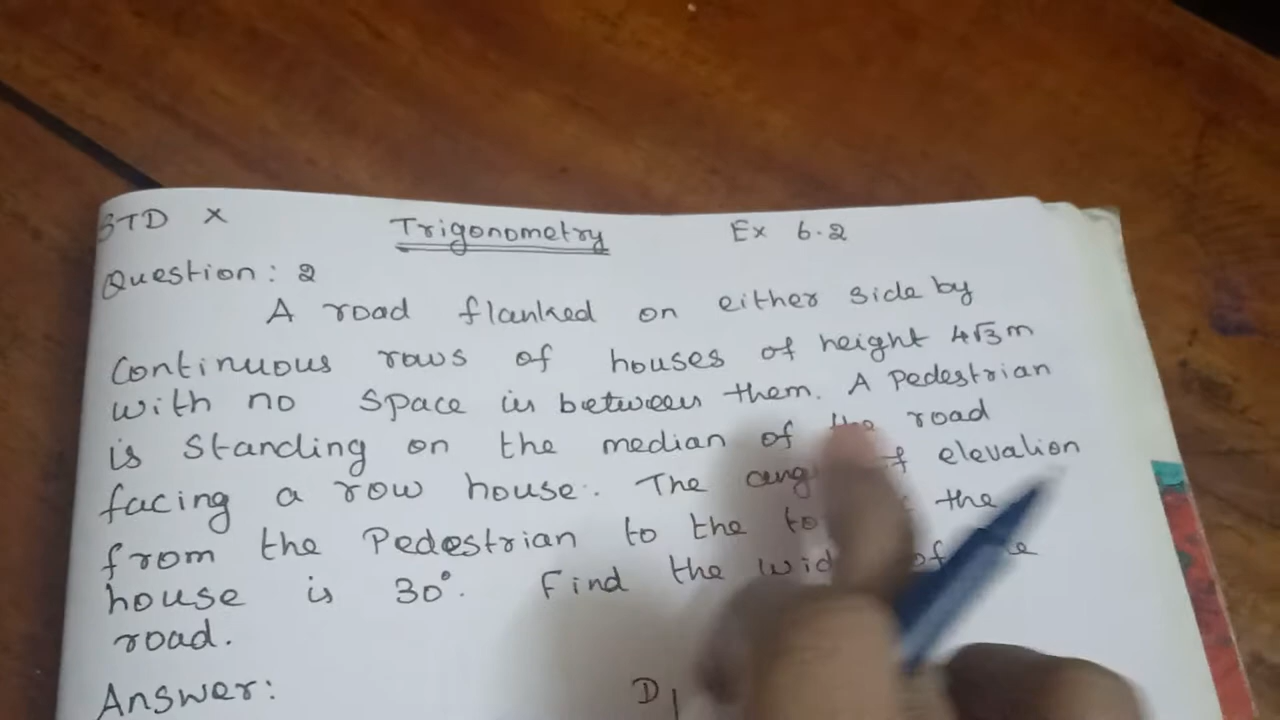 STD X Trigonometry Ex 6.2
Question: 2
A road flanked on either side by
Continuous rows of houses of height 4√3m
with no space in between them. A Pedestrian
is standing on the median of the road
facing a row house. The elevation
from the Pedestrian to the the
house is 30°. Find the of
road.
Answer:
D